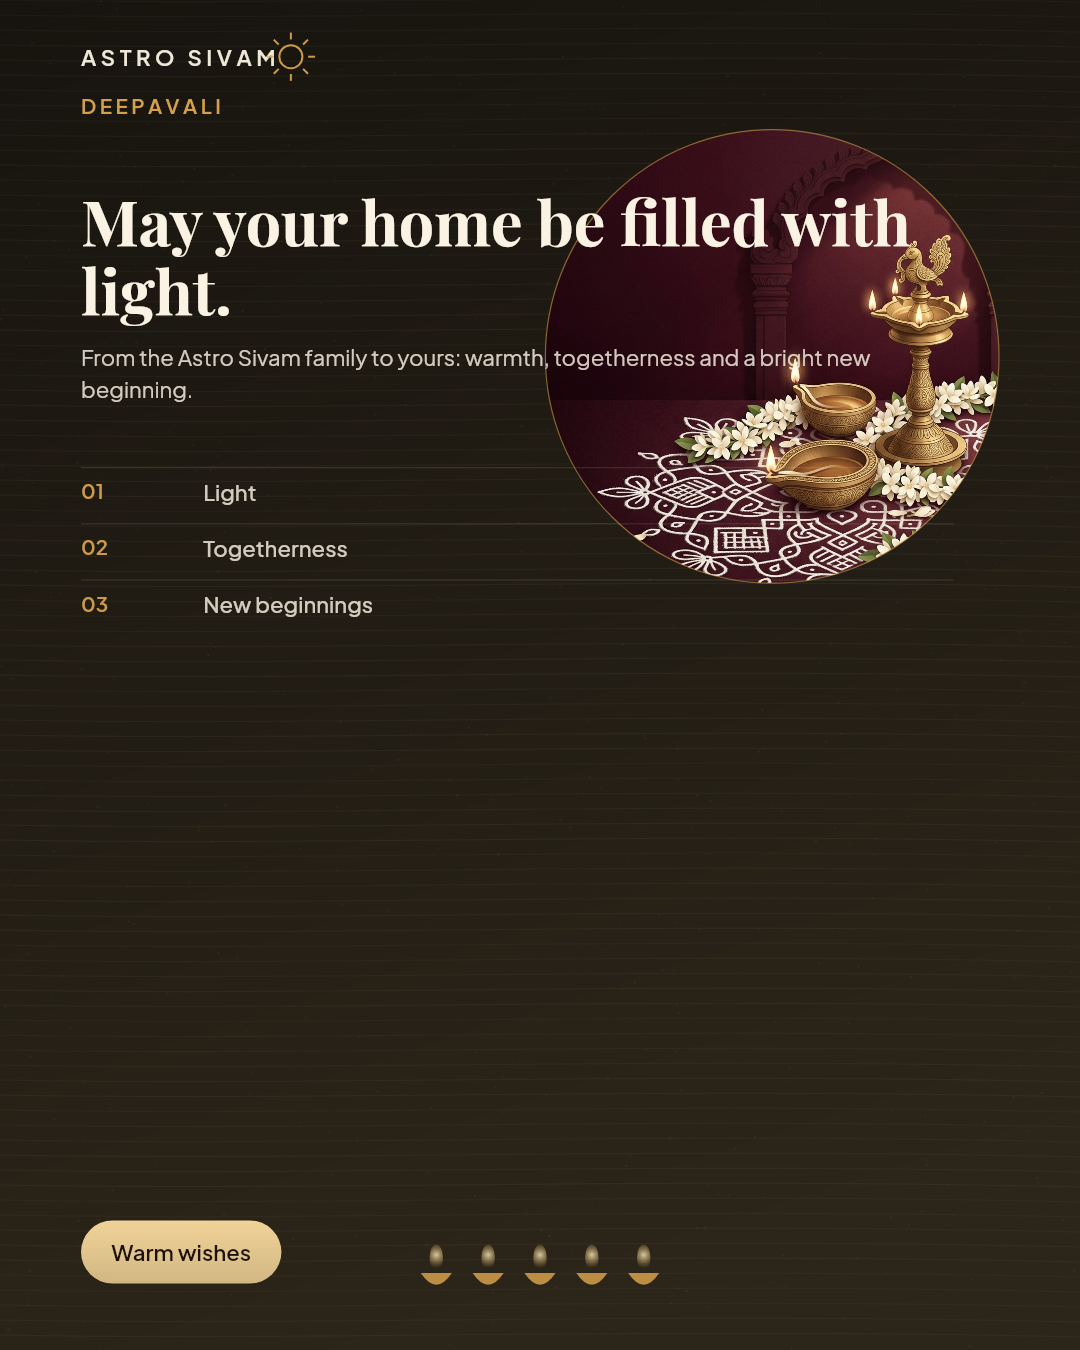 ASTRO SIVAM
DEEPAVALI
May your home be filled with
light.
From the Astro Sivam family to yours: warmth, togetherness and a bright new
beginning.
01 Light
02 Togetherness
03 New beginnings
Warm wishes